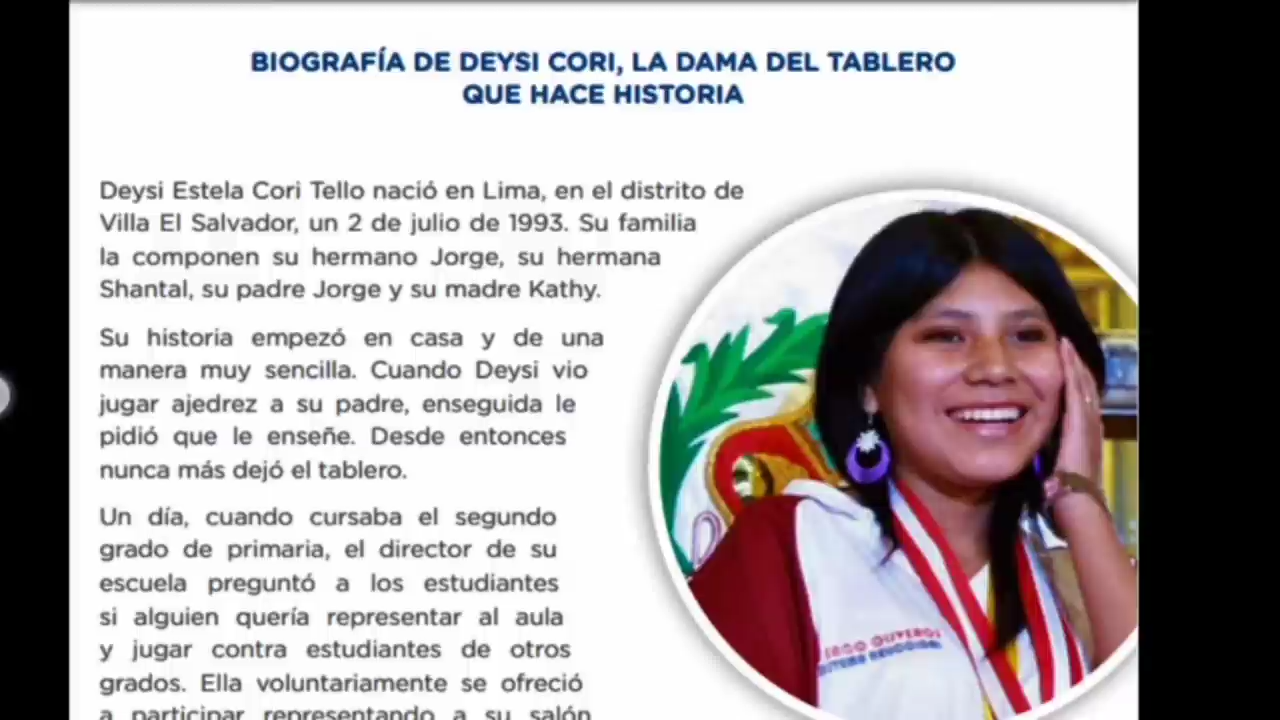 BIOGRAFÍA DE DEYSI CORI, LA DAMA DEL TABLERO
QUE HACE HISTORIA
Deysi Estela Cori Tello nació en Lima, en el distrito de
Villa El Salvador, un 2 de julio de 1993. Su familia
la componen su hermano Jorge, su hermana
Shantal, su padre Jorge y su madre Kathy.
Su historia empezó en casa y de una
manera muy sencilla. Cuando Deysi vio
jugar ajedrez a su padre, enseguida le
pidió que le enseñe. Desde entonces
nunca más dejó el tablero.
Un día, cuando cursaba el segundo
grado de primaria, el director de su
escuela preguntó a los estudiantes
si alguien quería representar al aula
y jugar contra estudiantes de otros
grados. Ella voluntariamente se ofreció
a participar representando a su salón